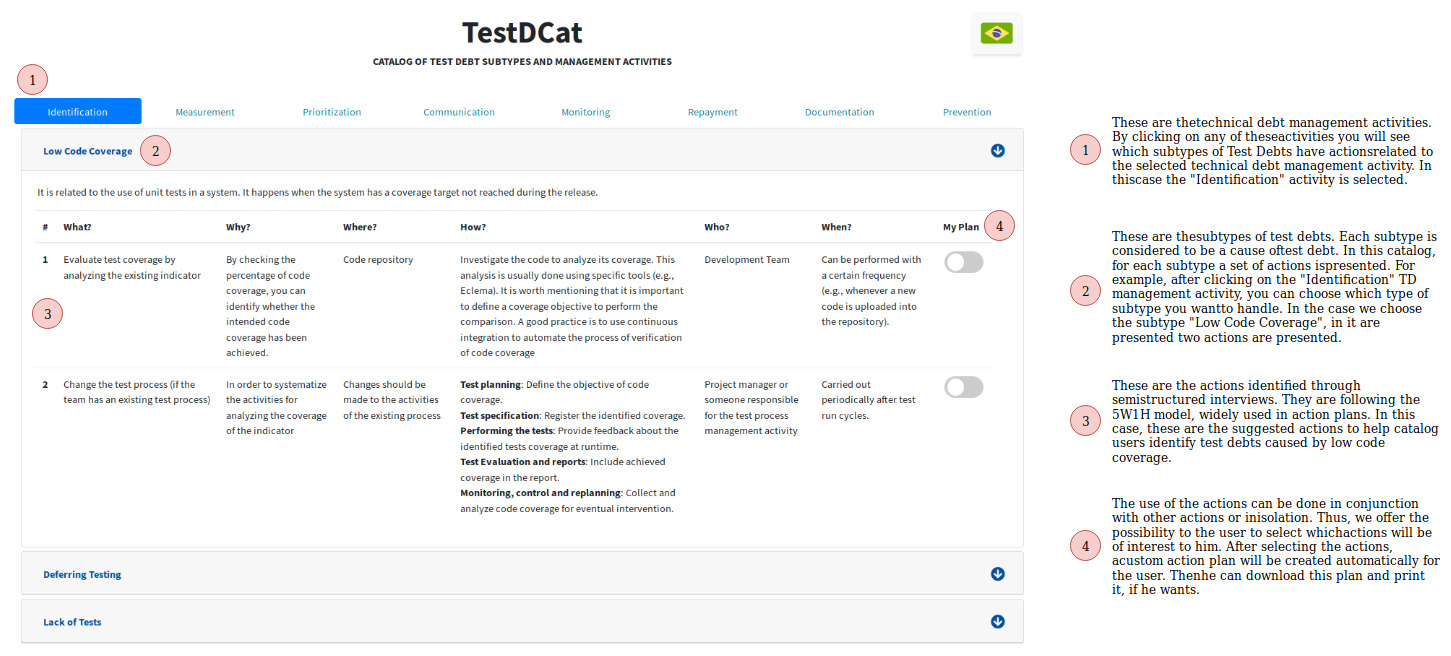 TestDCat
CATALOG OF TEST DEBT SUBTYPES AND MANAGEMENT ACTIVITIES
1
Identification Measurement Prioritization Communication Monitoring Repayment Documentation Prevention
Low Code Coverage 2
It is related to the use of unit tests in a system. It happens when the system has a coverage target not reached during the release.
# What? Why? Where? How? Who? When? My Plan 4
1
Evaluate test coverage by
analyzing the existing indicator
By checking the
percentage of code
coverage, you can
identify whether the
intended code
coverage has been
achieved.
Code repository
Investigate the code to analyze its coverage. This
analysis is usually done using specific tools (e.g.,
Eclema). It is worth mentioning that it is important
to define a coverage objective to perform the
comparison. A good practice is to use continuous
integration to automate the process of verification
of code coverage
Development Team
Can be performed with
a certain frequency
(e.g., whenever a new
code is uploaded into
the repository).
3
2
Change the test process (if the
team has an existing test process)
In order to systematize
the activities for
analyzing the coverage
of the indicator
Changes should be
made to the activities
of the existing process
Test planning: Define the objective of code
coverage.
Test specification: Register the identified coverage.
Performing the tests: Provide feedback about the
identified tests coverage at runtime.
Test Evaluation and reports: Include achieved
coverage in the report.
Monitoring, control and replanning: Collect and
analyze code coverage for eventual intervention.
Project manager or
someone responsible
for the test process
management activity
Carried out
periodically after test
run cycles.
Deferring Testing
Lack of Tests
1
These are thetechnical debt management activities.
By clicking on any of theseactivities you will see
which subtypes of Test Debts have actionsrelated to
the selected technical debt management activity. In
thiscase the "Identification" activity is selected.
2
These are thesubtypes of test debts. Each subtype is
considered to be a cause oftest debt. In this catalog,
for each subtype a set of actions ispresented. For
example, after clicking on the "Identification" TD
management activity, you can choose which type of
subtype you wantto handle. In the case we choose
the subtype "Low Code Coverage", in it are
presented two actions are presented.
3
These are the actions identified through
semistructured interviews. They are following the
5W1H model, widely used in action plans. In this
case, these are the suggested actions to help catalog
users identify test debts caused by low code
coverage.
4
The use of the actions can be done in conjunction
with other actions or inisolation. Thus, we offer the
possibility to the user to select whichactions will be
of interest to him. After selecting the actions,
acustom action plan will be created automatically for
the user. Thenhe can download this plan and print
it, if he wants.